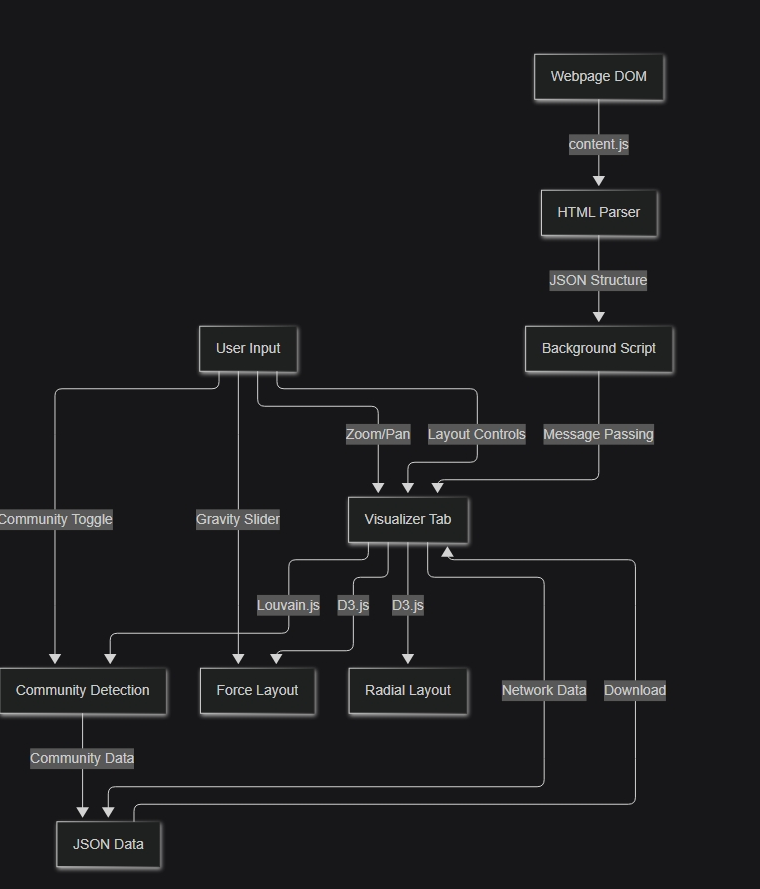 Webpage DOM
content.js
HTML Parser
JSON Structure
User Input
Background Script
Zoom/Pan
Layout Controls
Message Passing
Community Toggle
Gravity Slider
Visualizer Tab
Louvain.js
D3.js
D3.js
Community Detection
Force Layout
Radial Layout
Network Data
Download
Community Data
JSON Data